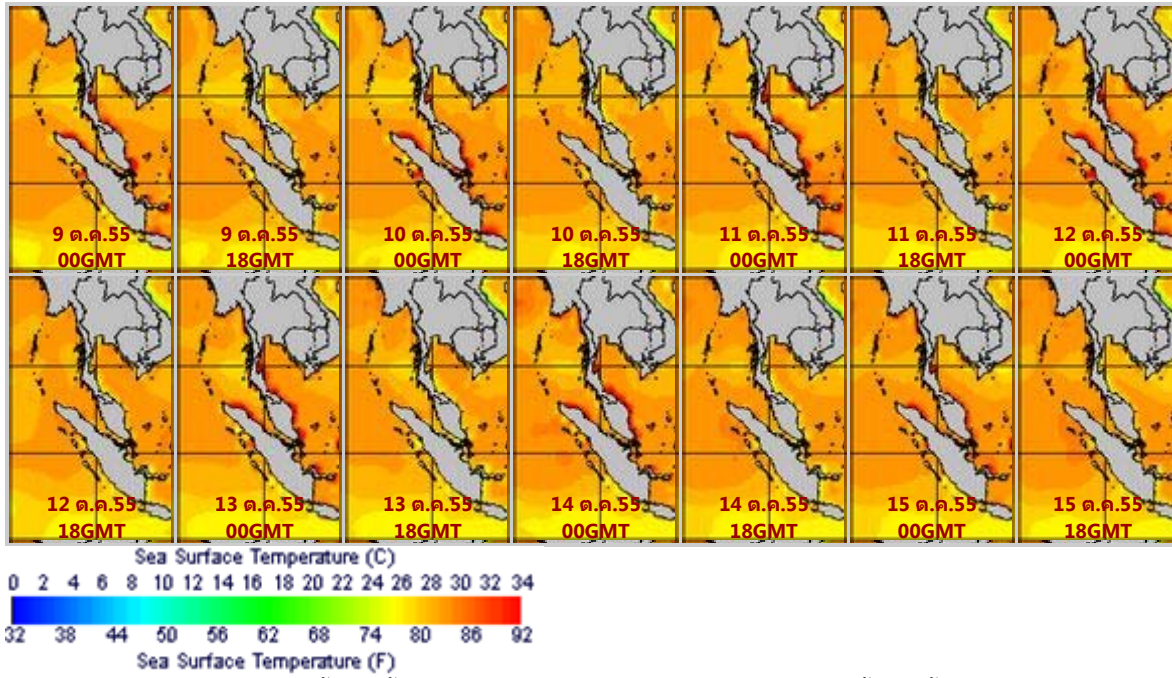 9 ต.ค.55
00GMT
9 ต.ค.55
18GMT
10 ต.ค.55
00GMT
10 ต.ค.55
18GMT
11 ต.ค.55
00GMT
11 ต.ค.55
18GMT
12 ต.ค.55
00GMT
12 ต.ค.55
18GMT
13 ต.ค.55
00GMT
13 ต.ค.55
18GMT
14 ต.ค.55
00GMT
14 ต.ค.55
18GMT
15 ต.ค.55
00GMT
15 ต.ค.55
18GMT
Sea Surface Temperature (C)
0 2 4 6 8 10 12 14 16 18 20 22 24 26 28 30 32 34
32 38 44 50 56 62 68 74 80 86 92
Sea Surface Temperature (F)